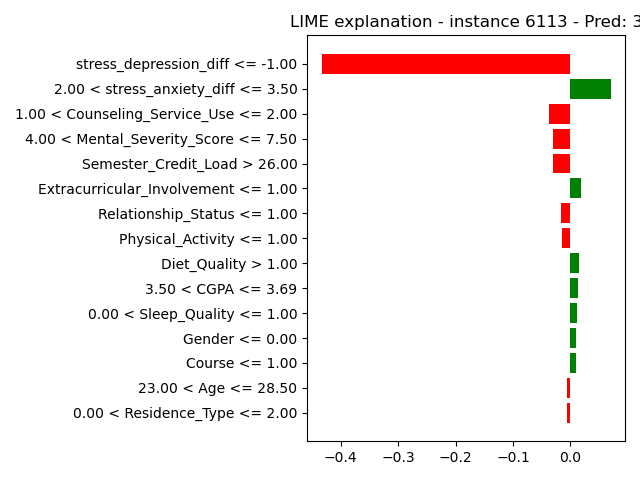 LIME explanation - instance 6113 - Pred: 3
stress_depression_diff <= -1.00
2.00 < stress_anxiety_diff <= 3.50
1.00 < Counseling_Service_Use <= 2.00
4.00 < Mental_Severity_Score <= 7.50
Semester_Credit_Load > 26.00
Extracurricular_Involvement <= 1.00
Relationship_Status <= 1.00
Physical_Activity <= 1.00
Diet_Quality > 1.00
3.50 < CGPA <= 3.69
0.00 < Sleep_Quality <= 1.00
Gender <= 0.00
Course <= 1.00
23.00 < Age <= 28.50
0.00 < Residence_Type <= 2.00
−0.4 −0.3 −0.2 −0.1 0.0